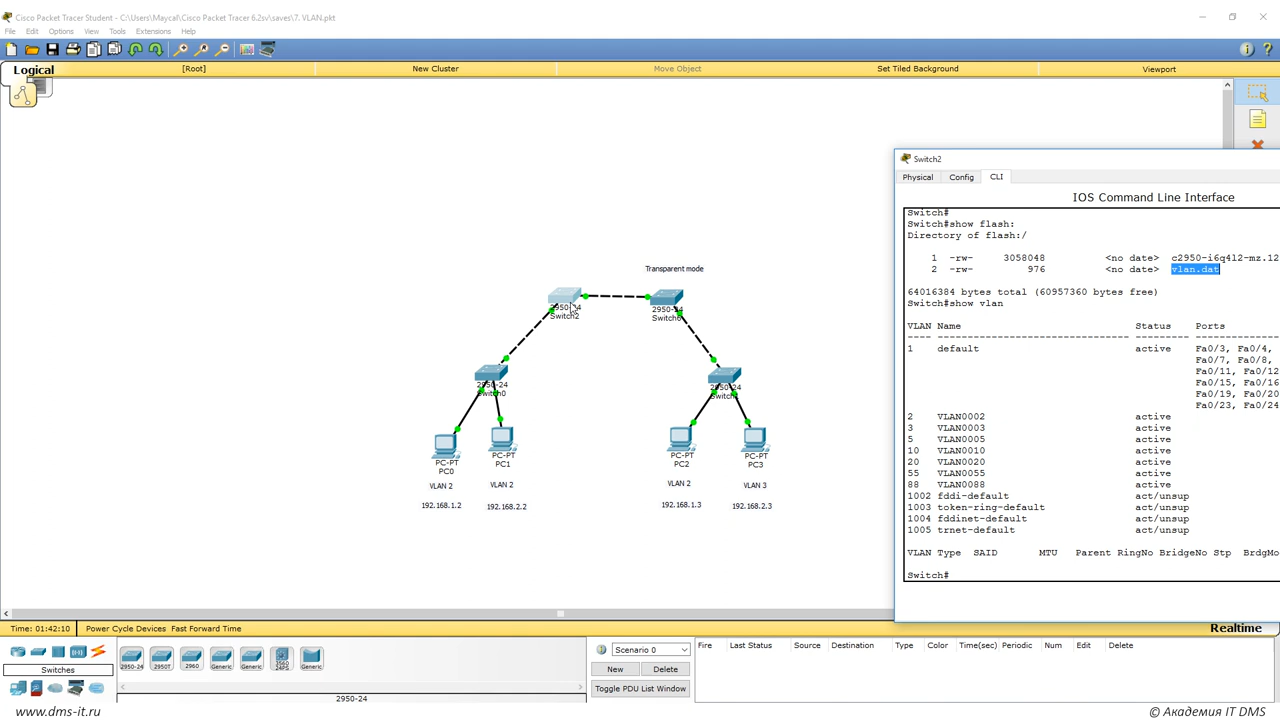 Cisco Packet Tracer Student - C:\Users\Maycal\Cisco Packet Tracer 6.2sv\saves\7. VLAN.pkt
File Edit Options View Tools Extensions Help
Logical [Root] New Cluster Move Object Set Tiled Background Viewport
Switch2
Physical Config CLI
IOS Command Line Interface
Switch#
Switch#show flash:
Directory of flash:/
1 -rw- 3058048 <no date> c2950-i6q4l2-mz.12
2 -rw- 976 <no date> vlan.dat
64016384 bytes total (60957360 bytes free)
Switch#show vlan
VLAN Name Status Ports
1 default active Fa0/3, Fa0/4,
Fa0/7, Fa0/8,
Fa0/11, Fa0/12
Fa0/15, Fa0/16
Fa0/19, Fa0/20
Fa0/23, Fa0/24
2 VLAN0002 active
3 VLAN0003 active
5 VLAN0005 active
10 VLAN0010 active
20 VLAN0020 active
55 VLAN0055 active
88 VLAN0088 active
1002 fddi-default act/unsup
1003 token-ring-default act/unsup
1004 fddinet-default act/unsup
1005 trnet-default act/unsup
VLAN Type SAID MTU Parent RingNo BridgeNo Stp BrdgMo
Switch#
Transparent mode
2950-24
Switch2
2950-24
2950-24
Switch0
2950-24
PC-PT
PC0
PC-PT
PC1
PC-PT
PC2
PC-PT
PC3
VLAN 2
VLAN 2
VLAN 2
VLAN 3
192.168.1.2
192.168.2.2
192.168.1.3
192.168.2.3
Time: 01:42:10 Power Cycle Devices Fast Forward Time Realtime
Switches
2950-24 2950T 2960 Generic Generic Generic
2950-24
Scenario 0
New Delete
Toggle PDU List Window
Fire Last Status Source Destination Type Color Time(sec) Periodic Num Edit Delete
www.dms-it.ru
© Академия IT DMS